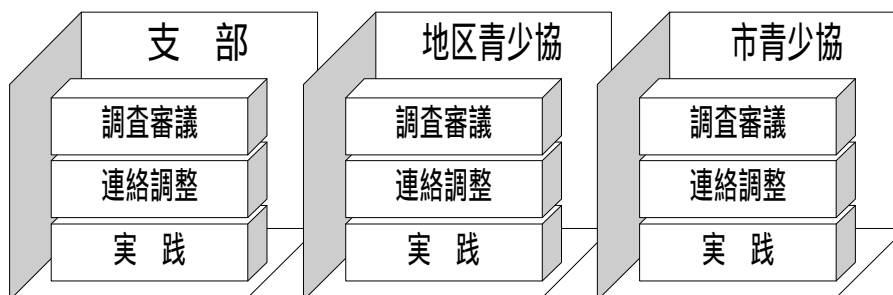 支　部
調査審議
連絡調整
実　践
地区青少協
調査審議
連絡調整
実　践
市青少協
調査審議
連絡調整
実　践